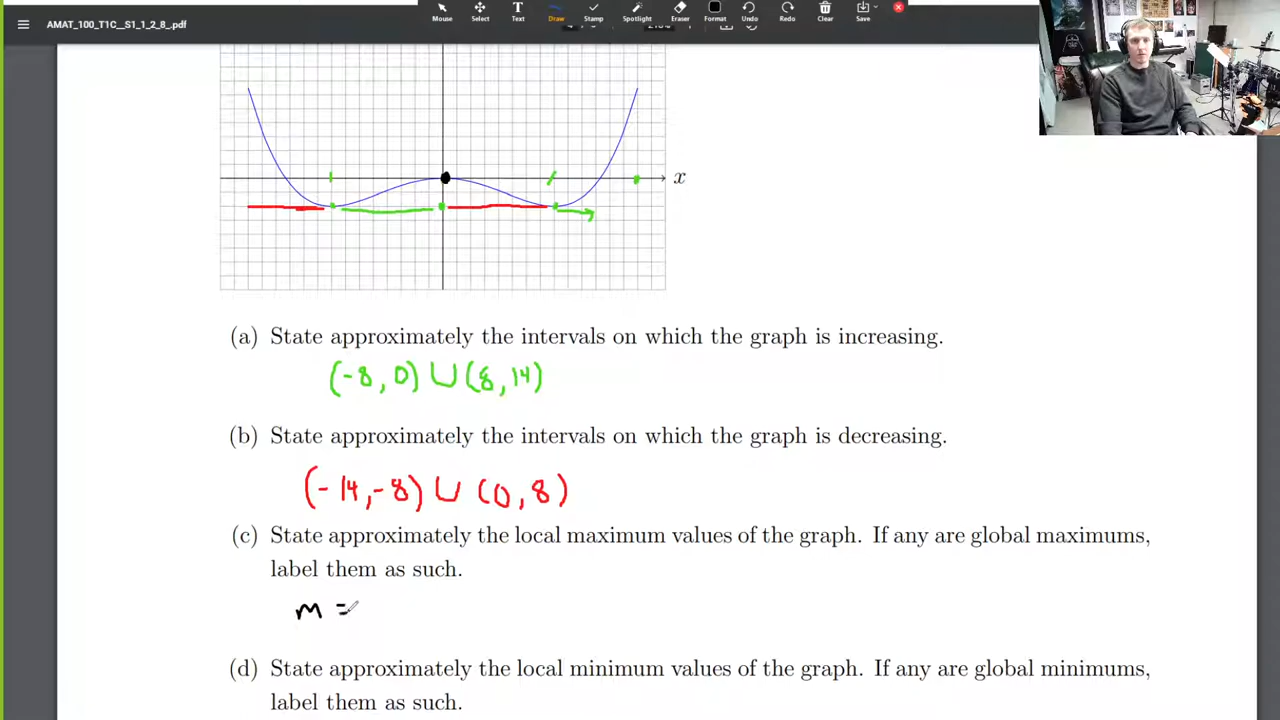 AMAT_100_T1C__S1_1_2_8_.pdf
Mouse Select Text Draw Stamp Spotlight Eraser Format Undo Redo Clear Save
x
(a) State approximately the intervals on which the graph is increasing.
(-8, 0) ∪ (8, 14)
(b) State approximately the intervals on which the graph is decreasing.
(-14, -8) ∪ (0, 8)
(c) State approximately the local maximum values of the graph. If any are global maximums,
label them as such.
m =
(d) State approximately the local minimum values of the graph. If any are global minimums,
label them as such.